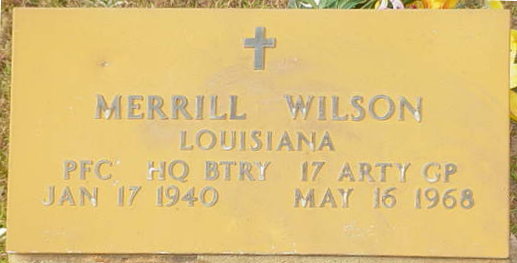 MERRILL WILSON
LOUISIANA
PFC HQ BTRY 17 ARTY GP
JAN 17 1940 MAY 16 1968